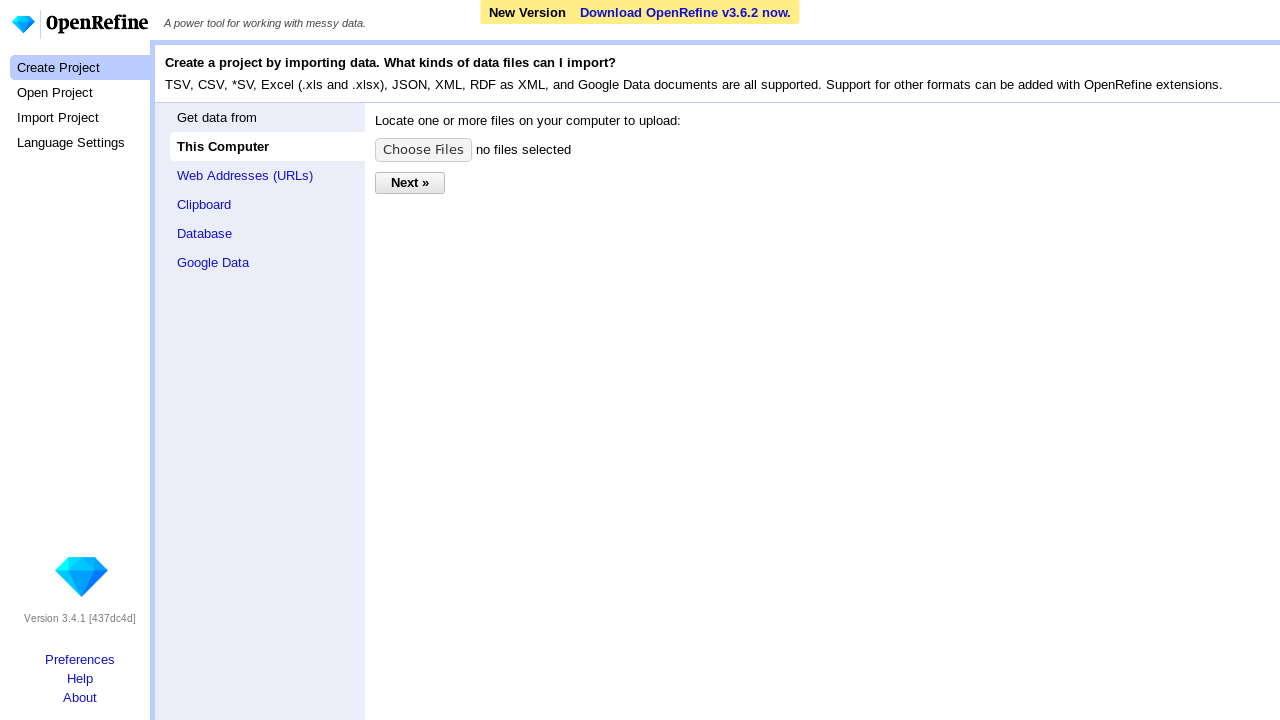 OpenRefine
A power tool for working with messy data.
New Version Download OpenRefine v3.6.2 now.
Create Project
Open Project
Import Project
Language Settings
Create a project by importing data. What kinds of data files can I import?
TSV, CSV, *SV, Excel (.xls and .xlsx), JSON, XML, RDF as XML, and Google Data documents are all supported. Support for other formats can be added with OpenRefine extensions.
Get data from
This Computer
Web Addresses (URLs)
Clipboard
Database
Google Data
Locate one or more files on your computer to upload:
Choose Files no files selected
Next »
Version 3.4.1 [437dc4d]
Preferences
Help
About